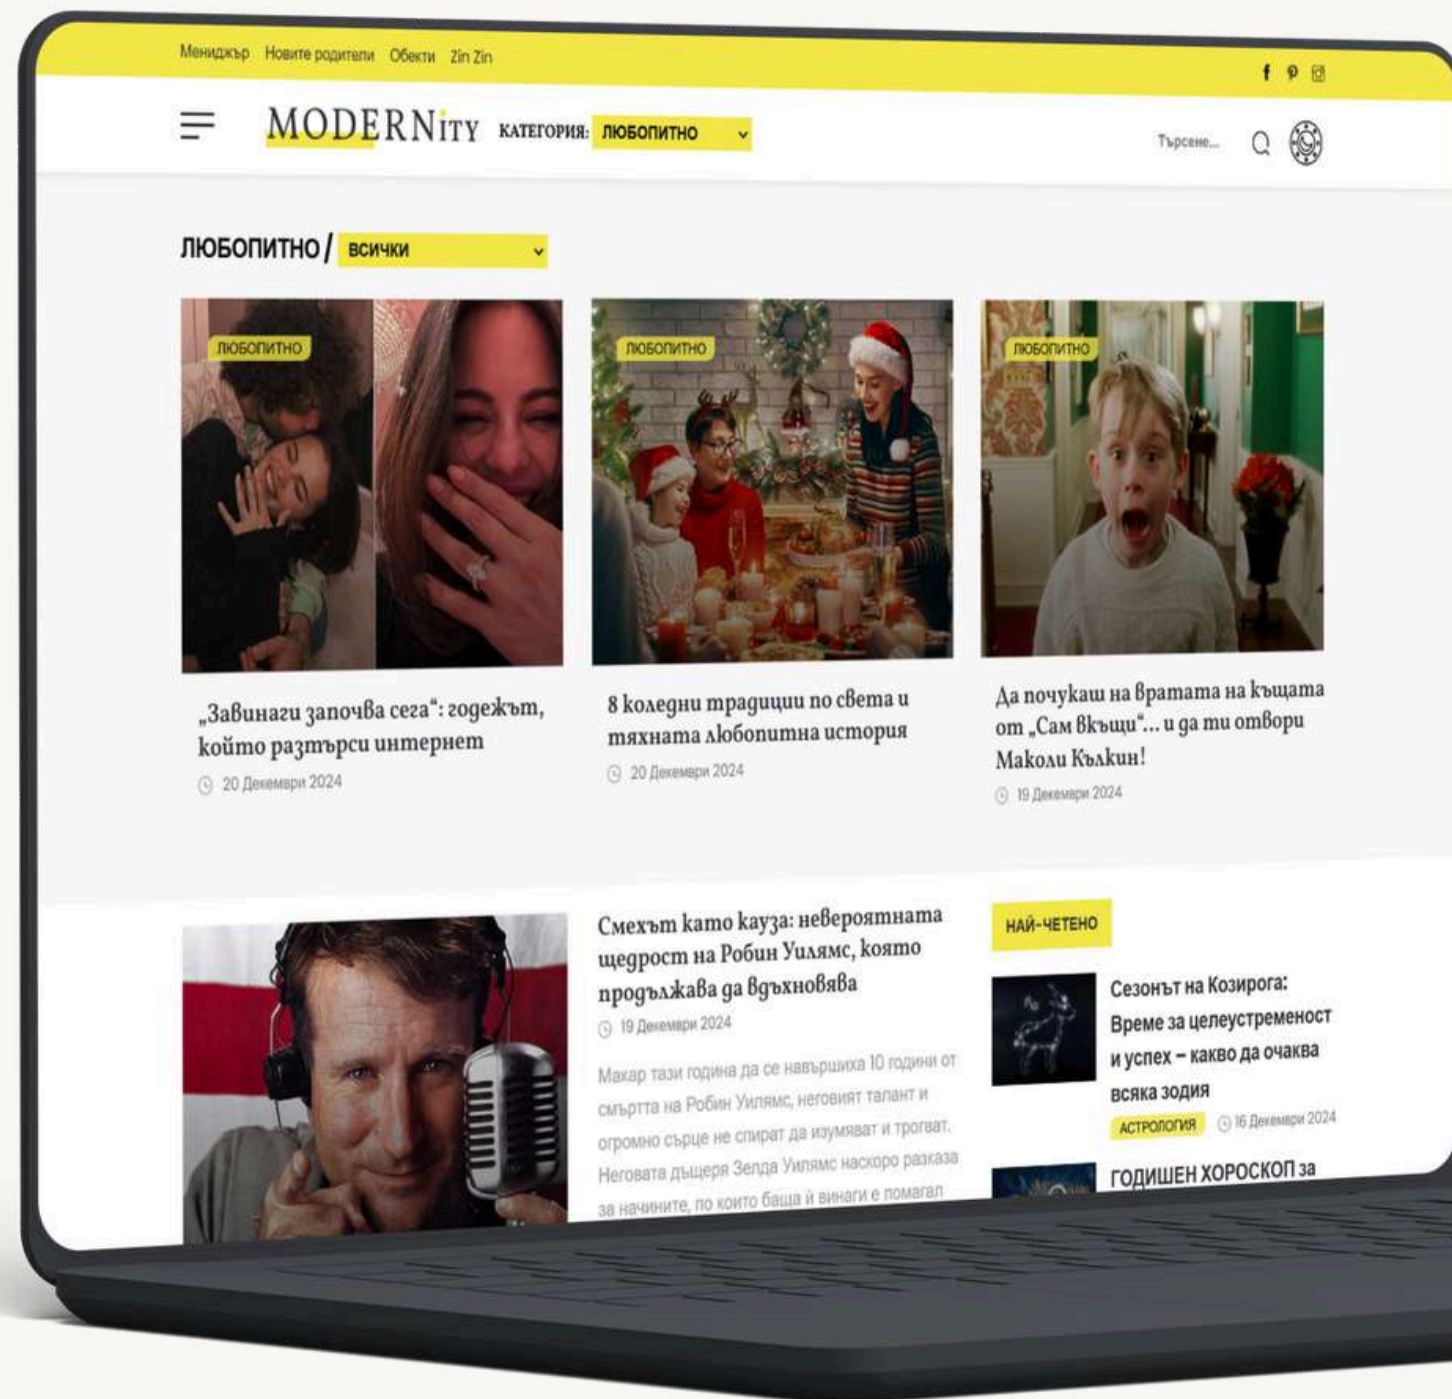 Мениджър Новите родители Обекти Zin Zin
MODERNiTY КАТЕГОРИЯ: ЛЮБОПИТНО
Търсене...
ЛЮБОПИТНО / ВСИЧКИ
ЛЮБОПИТНО
„Завинаги започва сега“: годежът,
който разтърси интернет
20 Декември 2024
ЛЮБОПИТНО
8 коледни традиции по света и
тяхната любопитна история
20 Декември 2024
ЛЮБОПИТНО
Да почукаш на вратата на къщата
от „Сам вкъщи“... и да ти отвори
Маколи Кълкин!
19 Декември 2024
Смехът като кауза: невероятната
щедрост на Робин Уилямс, която
продължава да вдъхновява
19 Декември 2024
Макар тази година да се навършиха 10 години от
смъртта на Робин Уилямс, неговият талант и
огромно сърце не спират да изумяват и трогват.
Неговата дъщеря Зелда Уилямс наскоро разказа
за начините, по които баща ѝ винаги е помагал
НАЙ-ЧЕТЕНО
Сезонът на Козирога:
Време за целеустременост
и успех – какво да очаква
всяка зодия
АСТРОЛОГИЯ 16 Декември 2024
ГОДИШЕН ХОРОСКОП за